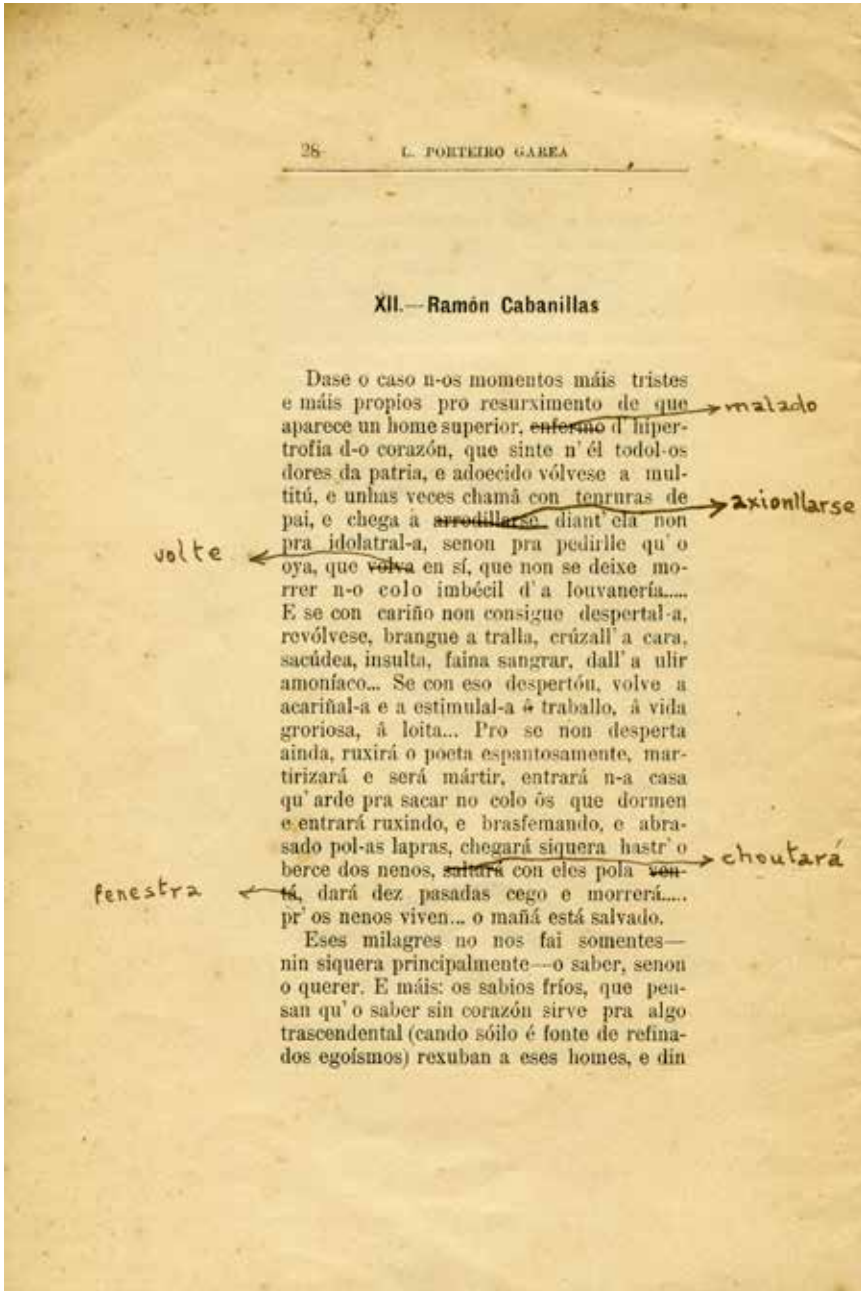 28 L. PORTEIRO GAREA
XII.—Ramón Cabanillas
Dase o caso n-os momentos máis tristes
e máis propios pro resurximento de que
malado
aparece un home superior, enfermo d' hiper-
trofia d-o corazón, que sinte n' él todol-os
dores da patria, e adoecido vólvese a mul-
titú, e unhas veces chamâ con tenruras de
pai, e chega a arrodillarse diant' ela non
axionllarse
pra idolatral-a, senon pra pedirlle qu' o
volte
oya, que volva en sí, que non se deixe mo-
rrer n-o colo imbécil d' a louvanería.....
E se con cariño non consigue despertal-a,
revólvese, brangue a tralla, crúzall' a cara,
sacúdea, insulta, faina sangrar, dall' a ulir
amoníaco... Se con eso despertóu, volve a
acariñal-a e a estimulal-a ô traballo, â vida
groriosa, â loita... Pro se non desperta
ainda, ruxirá o poeta espantosamente, mar-
tirizará e será mártir, entrará n-a casa
qu' arde pra sacar no colo ôs que dormen
e entrará ruxindo, e brasfemando, e abra-
sado pol-as lapras, chegará siquera hastr' o
berce dos nenos, saltará con eles pola ven-
choutará
fenestra
tá, dará dez pasadas cego e morrerá.....
pr' os nenos viven... o mañá está salvado.
Eses milagres no nos fai somentes—
nin siquera principalmente—o saber, senon
o querer. E máis: os sabios fríos, que pen-
san qu' o saber sin corazón sirve pra algo
trascendental (cando sóilo é fonte de refina-
dos egoísmos) rexuban a eses homes, e din